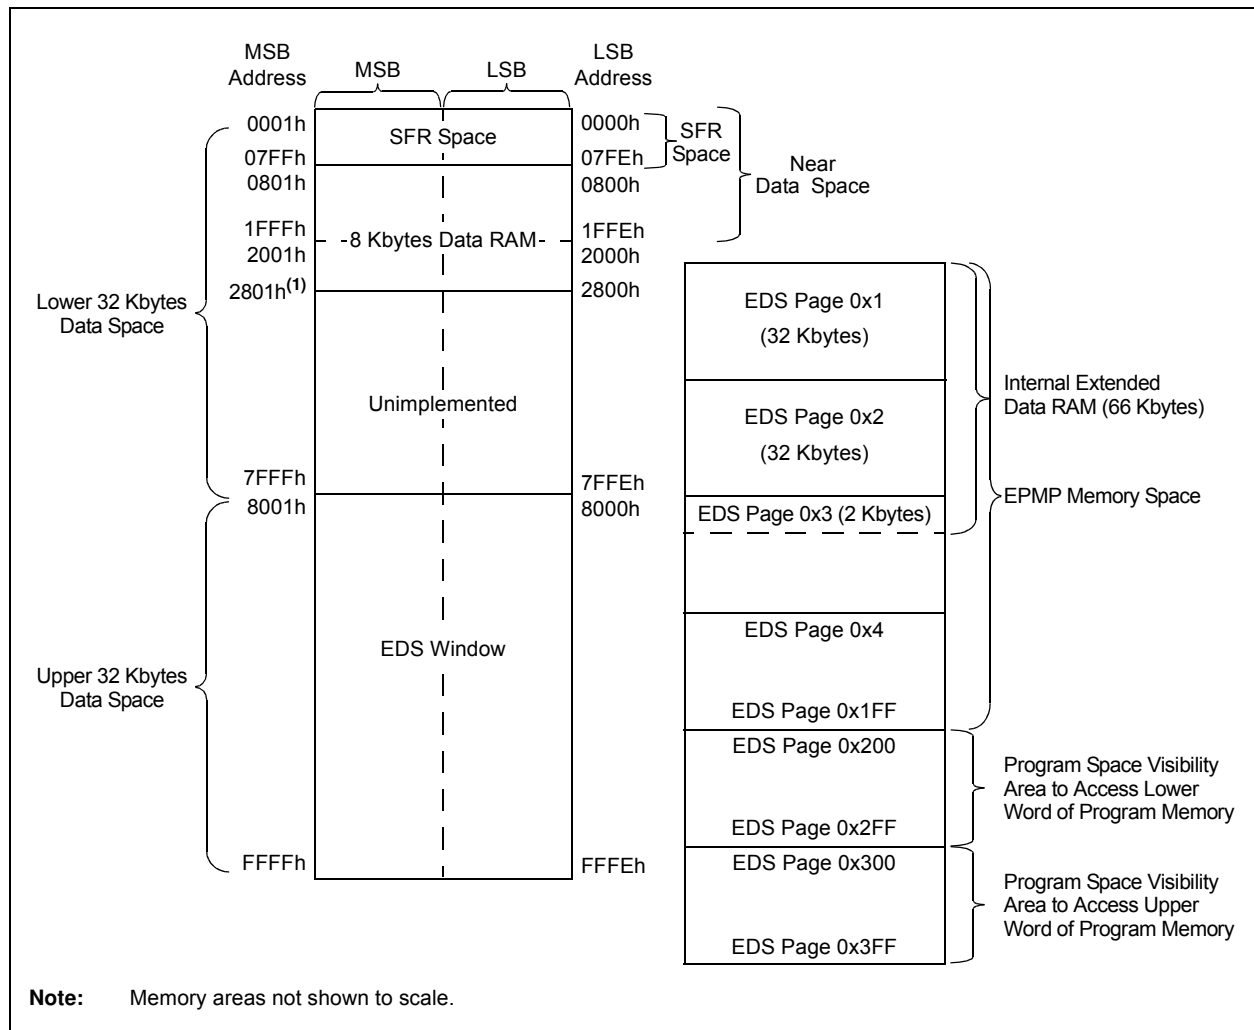 MSB
Address
MSB
LSB
LSB
Address
0001h
SFR Space
0000h
SFR
Space
07FFh
07FEh
0801h
0800h
Near
Data Space
1FFFh
8 Kbytes Data RAM
1FFEh
2001h
2000h
2801h(1)
2800h
Lower 32 Kbytes
Data Space
Unimplemented
7FFFh
7FFEh
8001h
8000h
EDS Window
Upper 32 Kbytes
Data Space
FFFFh
FFFEh
EDS Page 0x1
(32 Kbytes)
EDS Page 0x2
(32 Kbytes)
EDS Page 0x3 (2 Kbytes)
EDS Page 0x4
EDS Page 0x1FF
EDS Page 0x200
EDS Page 0x2FF
EDS Page 0x300
EDS Page 0x3FF
Internal Extended
Data RAM (66 Kbytes)
EPMP Memory Space
Program Space Visibility
Area to Access Lower
Word of Program Memory
Program Space Visibility
Area to Access Upper
Word of Program Memory
Note: Memory areas not shown to scale.